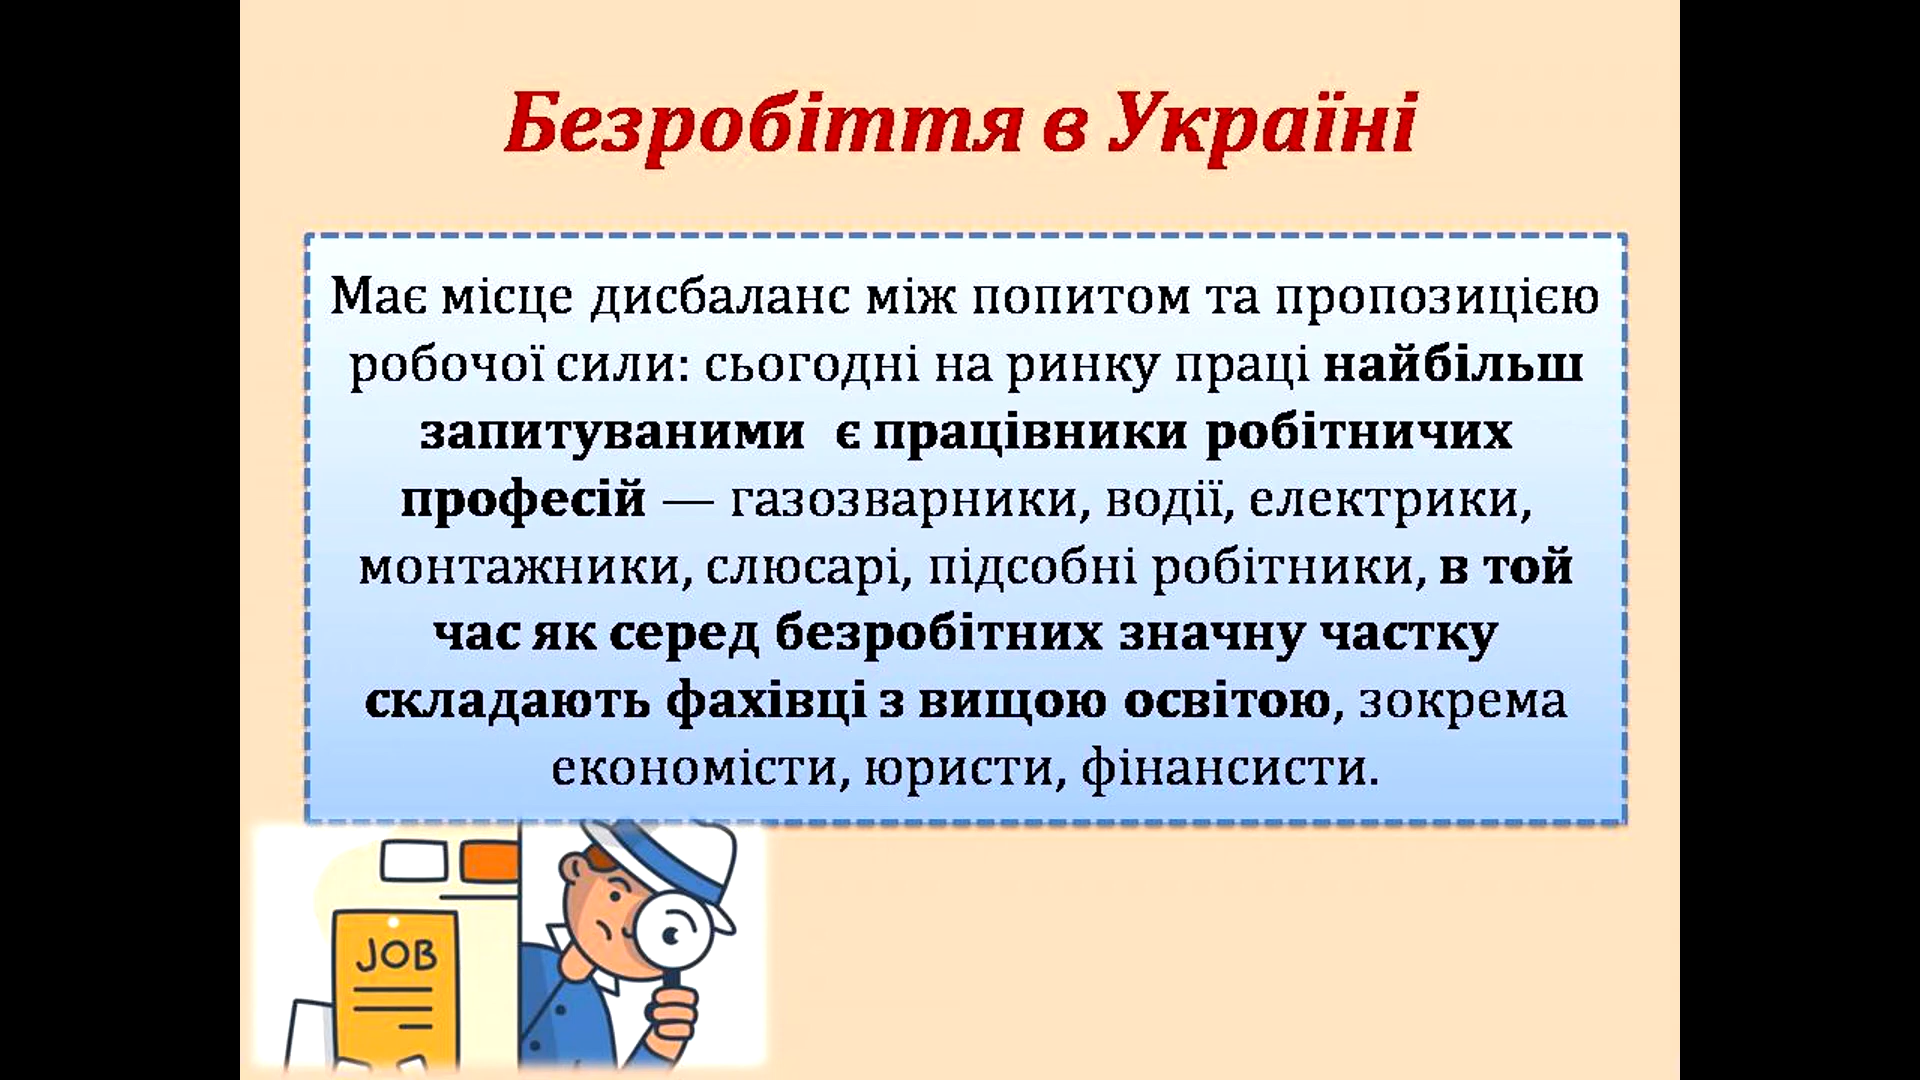 Безробіття в Україні
Має місце дисбаланс між попитом та пропозицією
робочої сили: сьогодні на ринку праці найбільш
запитуваними є працівники робітничих
професій — газозварники, водії, електрики,
монтажники, слюсарі, підсобні робітники, в той
час як серед безробітних значну частку
складають фахівці з вищою освітою, зокрема
економісти, юристи, фінансисти.
JOB